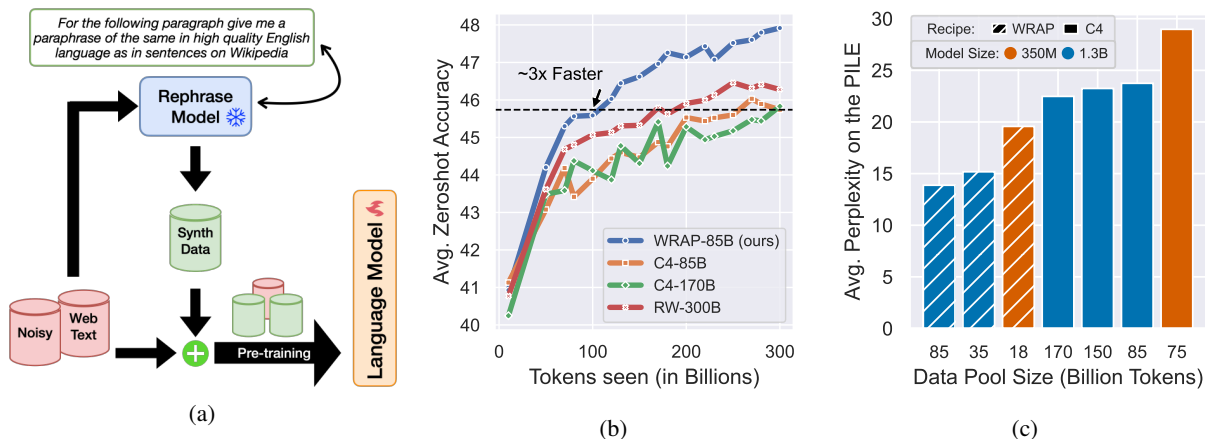 For the following paragraph give me a
paraphrase of the same in high quality English
language as in sentences on Wikipedia
Rephrase
Model
Synth
Data
Noisy
Web
Text
Pre-training
Language Model
(a)
Avg. Zeroshot Accuracy
48
47
46
45
44
43
42
41
40
~3x Faster
WRAP-85B (ours)
C4-85B
C4-170B
RW-300B
0
100
200
300
Tokens seen (in Billions)
(b)
Avg. Perplexity on the PILE
30
25
20
15
10
5
0
Recipe: WRAP C4
Model Size: 350M 1.3B
85 35 18 170 150 85 75
Data Pool Size (Billion Tokens)
(c)